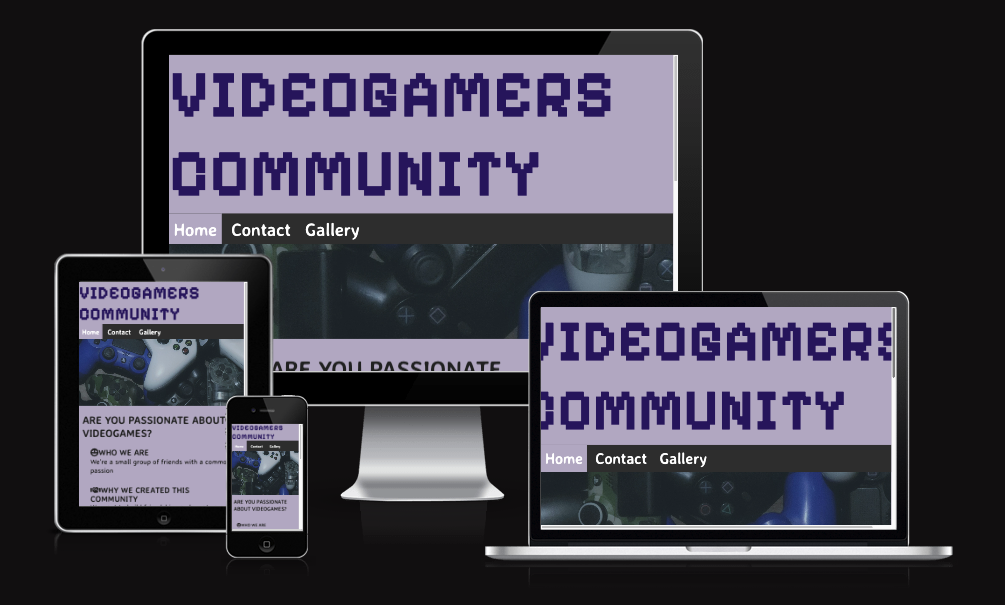 VIDEOGAMERS
COMMUNITY
Home Contact Gallery
ARE YOU PASSIONATE
VIDEOGAMERS
COMMUNITY
Home Contact Gallery
ARE YOU PASSIONATE ABOUT
VIDEOGAMES?
WHO WE ARE
We're a small group of friends with a
passion
WHY WE CREATED THIS
COMMUNITY
VIDEOGAMERS
COMMUNITY
Home Contact Gallery
ARE YOU PASSIONATE
ABOUT VIDEOGAMES?
WHO WE ARE
VIDEOGAMERS
COMMUNITY
Home Contact Gallery